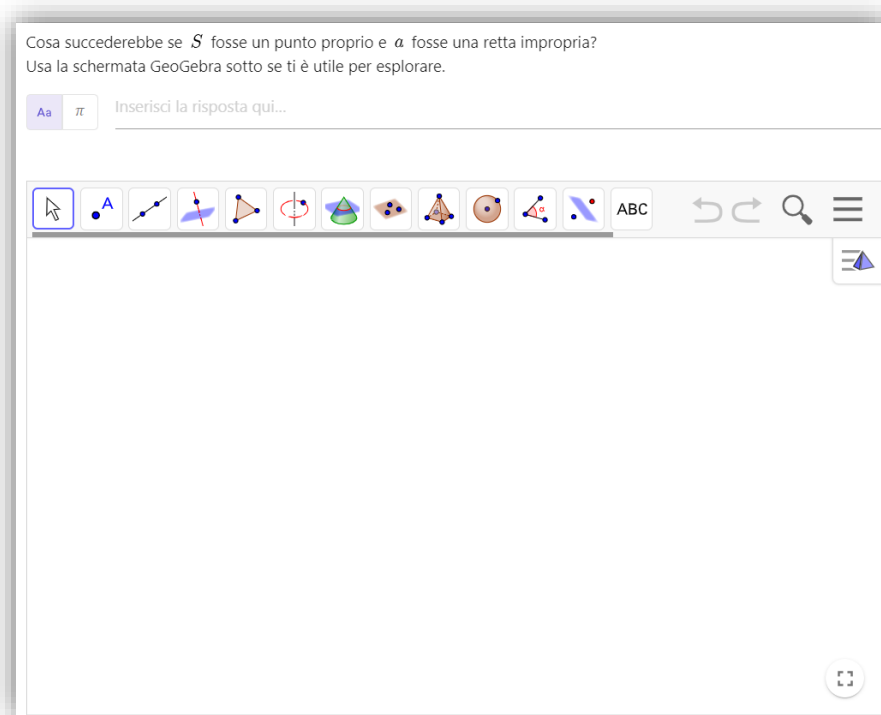 Cosa succederebbe se S fosse un punto proprio e a fosse una retta impropria?
Usa la schermata GeoGebra sotto se ti è utile per esplorare.
Aa π Inserisci la risposta qui...
A α ABC